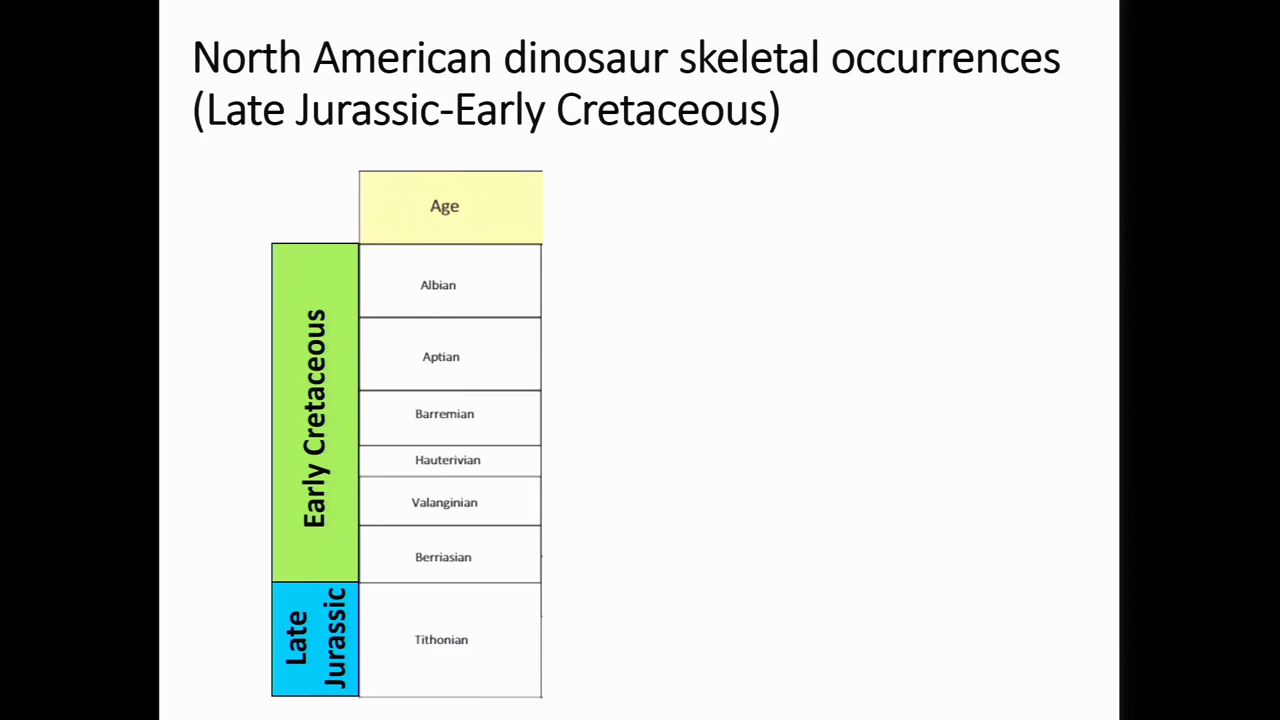 North American dinosaur skeletal occurrences
(Late Jurassic-Early Cretaceous)
Age
Early Cretaceous
Albian
Aptian
Barremian
Hauterivian
Valanginian
Berriasian
Late
Jurassic
Tithonian